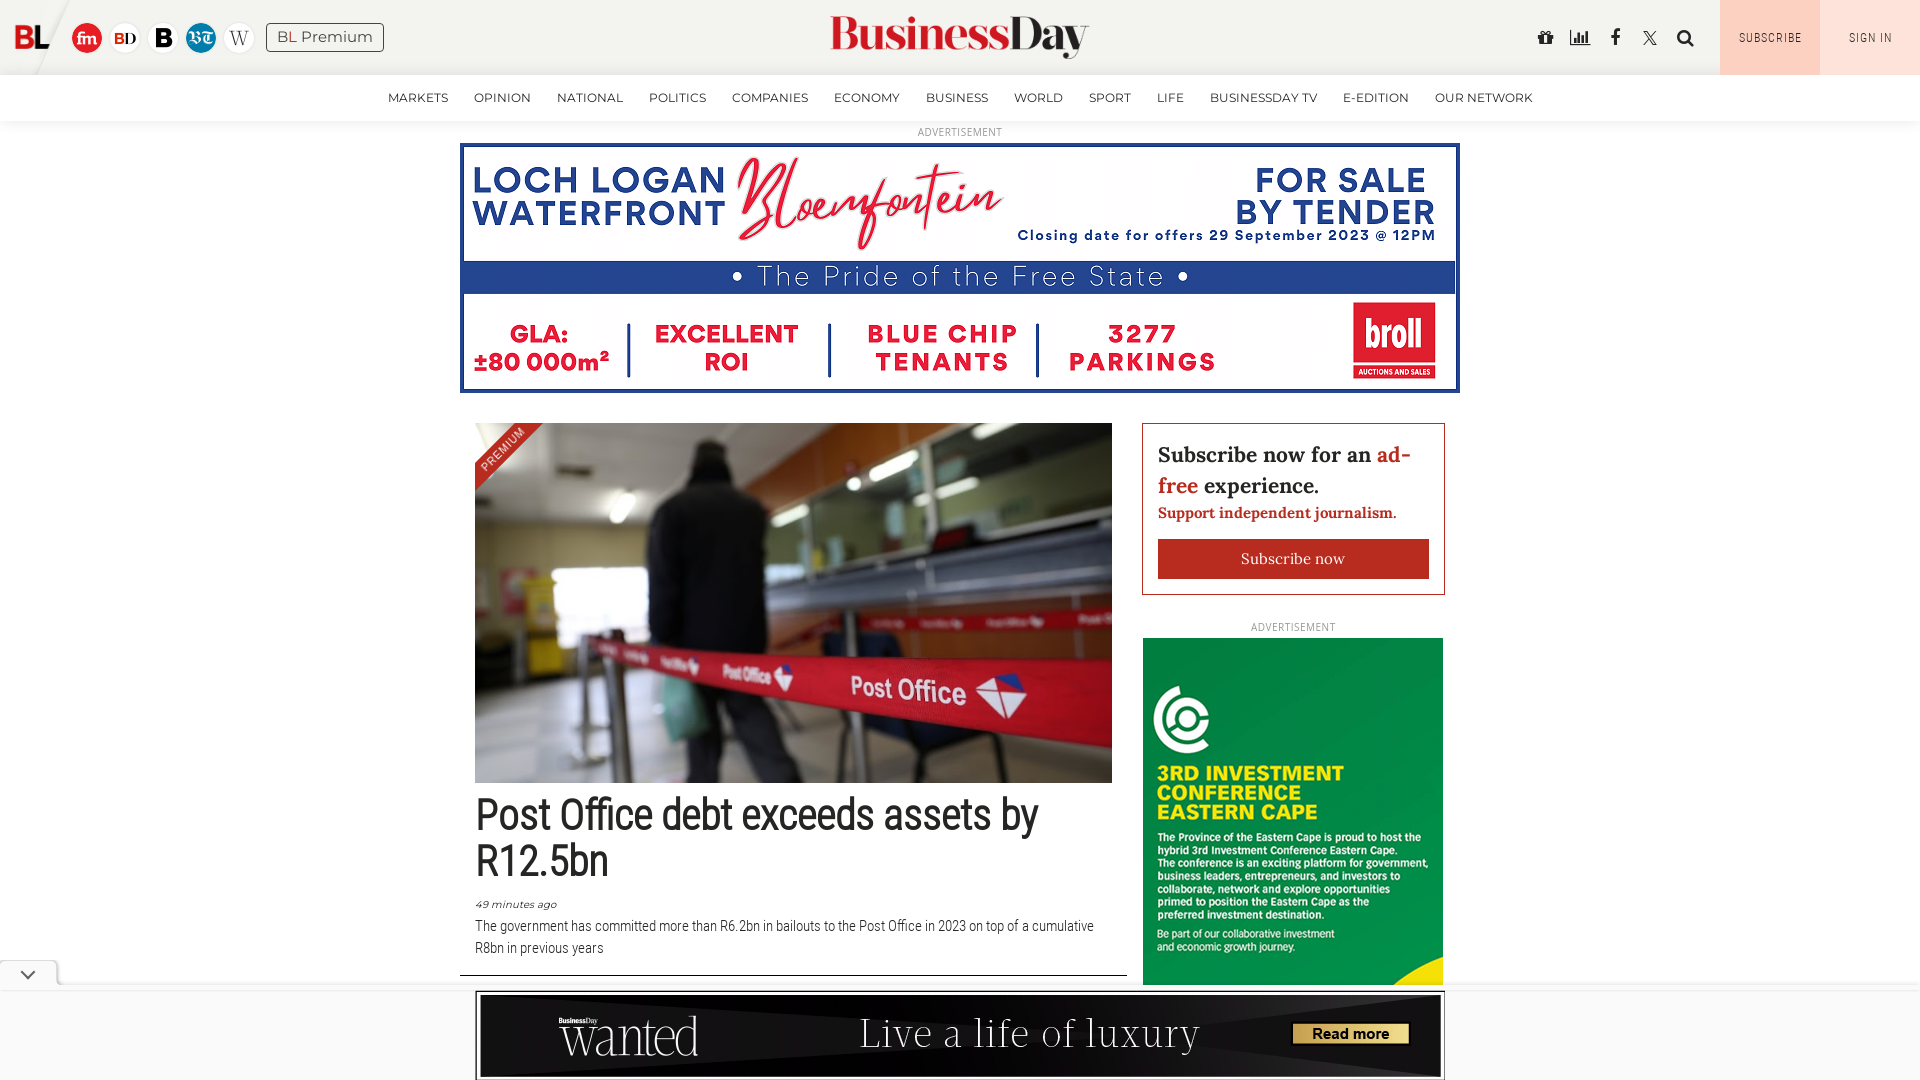 BL
fm
BD
B
BT
W
BL Premium
BusinessDay
SUBSCRIBE
SIGN IN
MARKETS OPINION NATIONAL POLITICS COMPANIES ECONOMY BUSINESS WORLD SPORT LIFE BUSINESSDAY TV E-EDITION OUR NETWORK
ADVERTISEMENT
LOCH LOGAN
WATERFRONT
Bloemfontein
FOR SALE
BY TENDER
Closing date for offers 29 September 2023 @ 12PM
• The Pride of the Free State •
GLA:
±80 000m²
EXCELLENT
ROI
BLUE CHIP
TENANTS
3277
PARKINGS
broll
AUCTIONS AND SALES
PREMIUM
Post Office
Post Office
Post Office debt exceeds assets by
R12.5bn
49 minutes ago
The government has committed more than R6.2bn in bailouts to the Post Office in 2023 on top of a cumulative
R8bn in previous years
Subscribe now for an ad-
free experience.
Support independent journalism.
Subscribe now
ADVERTISEMENT
3RD INVESTMENT
CONFERENCE
EASTERN CAPE
The Province of the Eastern Cape is proud to host the
hybrid 3rd Investment Conference Eastern Cape.
The conference is an exciting platform for government,
business leaders, entrepreneurs, and investors to
collaborate, network and explore opportunities
primed to position the Eastern Cape as the
preferred investment destination.
Be part of our collaborative investment
and economic growth journey.
BusinessDay
wanted
Live a life of luxury
Read more